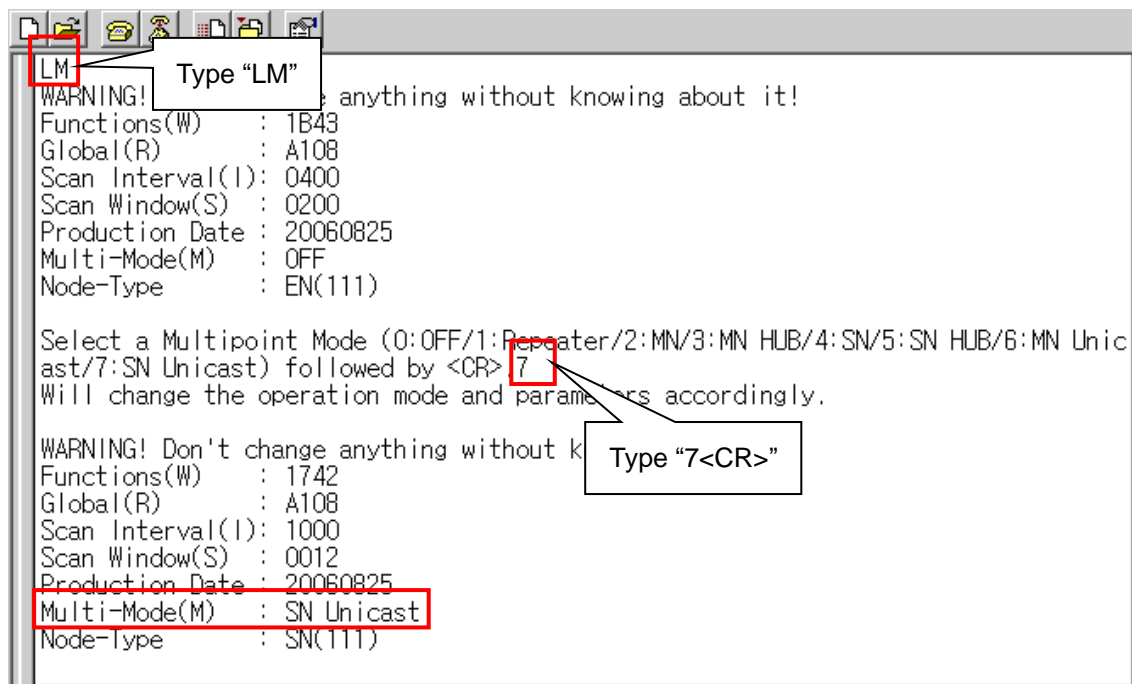 LM
Type “LM”
WARNING! e anything without knowing about it!
Functions(W) : 1B43
Global(R) : A108
Scan Interval(I): 0400
Scan Window(S) : 0200
Production Date : 20060825
Multi-Mode(M) : OFF
Node-Type : EN(111)
Select a Multipoint Mode (0:OFF/1:Repeater/2:MN/3:MN HUB/4:SN/5:SN HUB/6:MN Unic
ast/7:SN Unicast) followed by <CR>.7
Will change the operation mode and parameters accordingly.
WARNING! Don't change anything without k
Type “7<CR>”
Functions(W) : 1742
Global(R) : A108
Scan Interval(I): 1000
Scan Window(S) : 0012
Production Date : 20060825
Multi-Mode(M) : SN Unicast
Node-Type : SN(111)